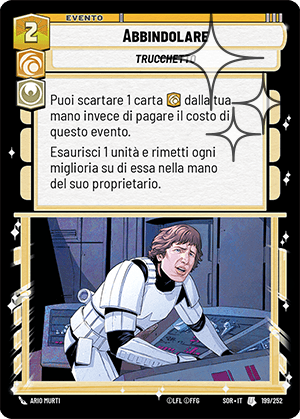 EVENTO
2
ABBINDOLARE
TRUCCHETTO
Puoi scartare 1 carta dalla tua
mano invece di pagare il costo di
questo evento.
Esaurisci 1 unità e rimetti ogni
miglioria su di essa nella mano
del suo proprietario.
ARIO MURTI ©LFL ©FFG SOR • IT 199/252